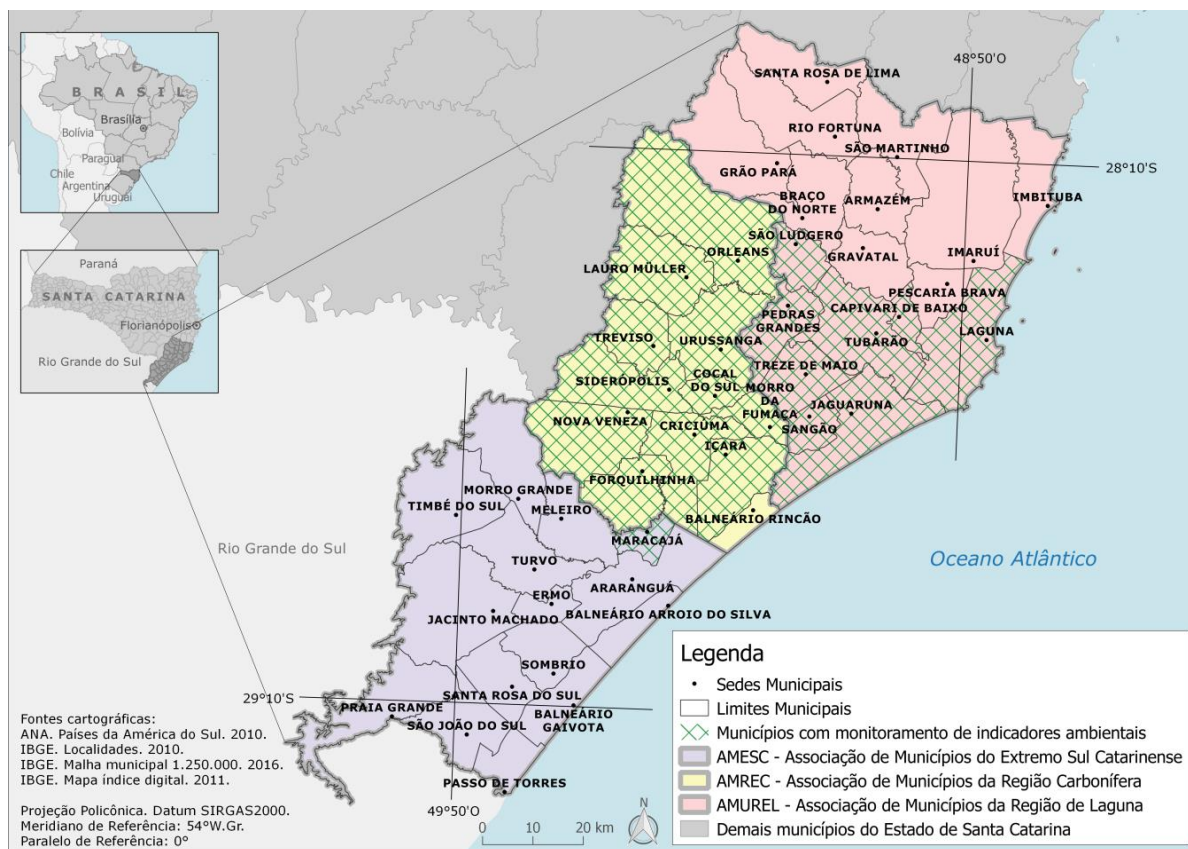 BRASIL
Brasília
Bolívia
Paraguai
Chile
Argentina
Uruguai
Paraná
SANTA CATARINA
Florianópolis
Rio Grande do Sul
48°50'O
SANTA ROSA DE LIMA
RIO FORTUNA
SÃO MARTINHO
28°10'S
GRÃO PARÁ
BRAÇO
DO NORTE
ARMAZÉM
IMBITUBA
SÃO LUDGERO
ORLEANS
GRAVATAL
IMARUÍ
LAURO MÜLLER
PESCARIA BRAVA
PEDRAS
GRANDES
CAPIVARI DE BAIXO
LAGUNA
TREVISO
URUSSANGA
TUBARÃO
TREZE DE MAIO
SIDERÓPOLIS
COCAL
DO SUL
MORRO
DA
FUMAÇA
JAGUARUNA
NOVA VENEZA
CRICIÚMA
SANGÃO
IÇARA
FORQUILHINHA
MORRO GRANDE
TIMBÉ DO SUL
MELEIRO
BALNEÁRIO RINCÃO
MARACAJÁ
Rio Grande do Sul
Oceano Atlântico
TURVO
ARARANGUÁ
ERMO
BALNEÁRIO ARROIO DO SILVA
JACINTO MACHADO
SOMBRIO
SANTA ROSA DO SUL
29°10'S
PRAIA GRANDE
BALNEÁRIO
GAIVOTA
SÃO JOÃO DO SUL
PASSO DE TORRES
49°50'O
Legenda
Sedes Municipais
Limites Municipais
Municípios com monitoramento de indicadores ambientais
AMESC - Associação de Municípios do Extremo Sul Catarinense
AMREC - Associação de Municípios da Região Carbonífera
AMUREL - Associação de Municípios da Região de Laguna
Demais municípios do Estado de Santa Catarina
Fontes cartográficas:
ANA. Países da América do Sul. 2010.
IBGE. Localidades. 2010.
IBGE. Malha municipal 1.250.000. 2016.
IBGE. Mapa índice digital. 2011.
Projeção Policônica. Datum SIRGAS2000.
Meridiano de Referência: 54°W.Gr.
Paralelo de Referência: 0°
0 10 20 km
N